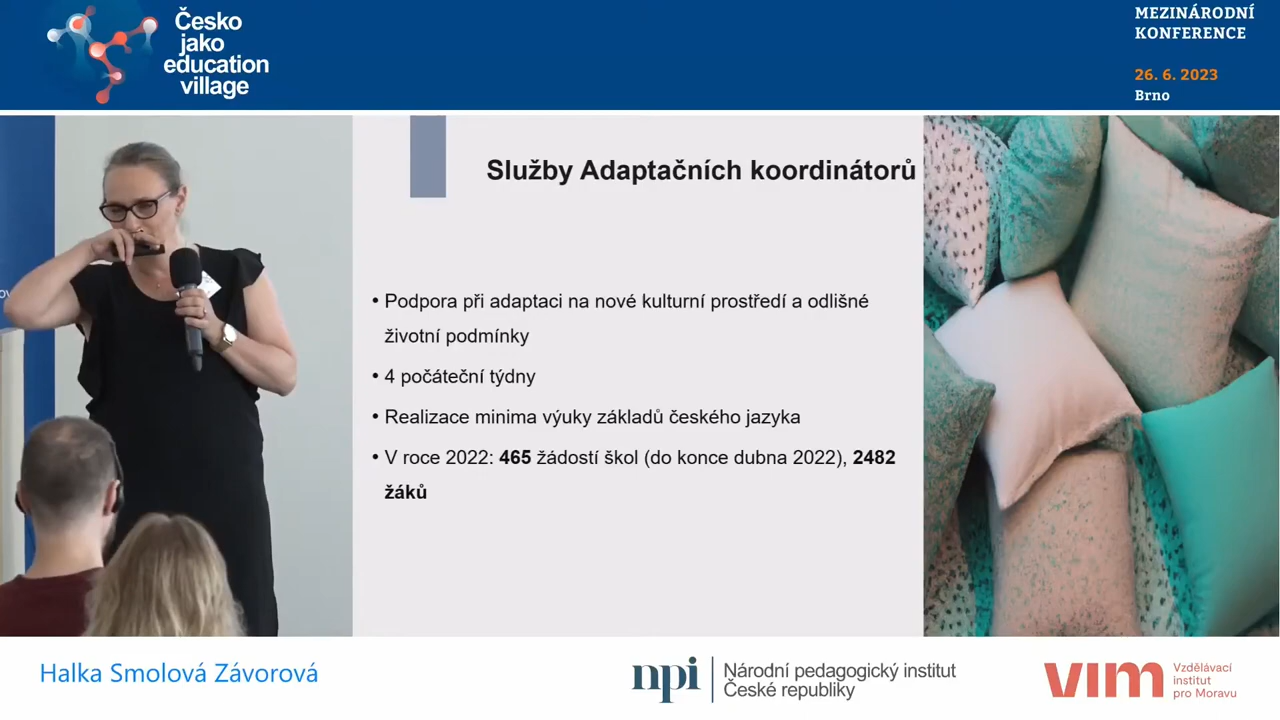 Česko
jako
education
village
MEZINÁRODNÍ
KONFERENCE
26. 6. 2023
Brno
Služby Adaptačních koordinátorů
• Podpora při adaptaci na nové kulturní prostředí a odlišné
životní podmínky
• 4 počáteční týdny
• Realizace minima výuky základů českého jazyka
• V roce 2022: 465 žádostí škol (do konce dubna 2022), 2482
žáků
Halka Smolová Závorová
npi
Národní pedagogický institut
České republiky
vim
Vzdělávací
institut
pro Moravu